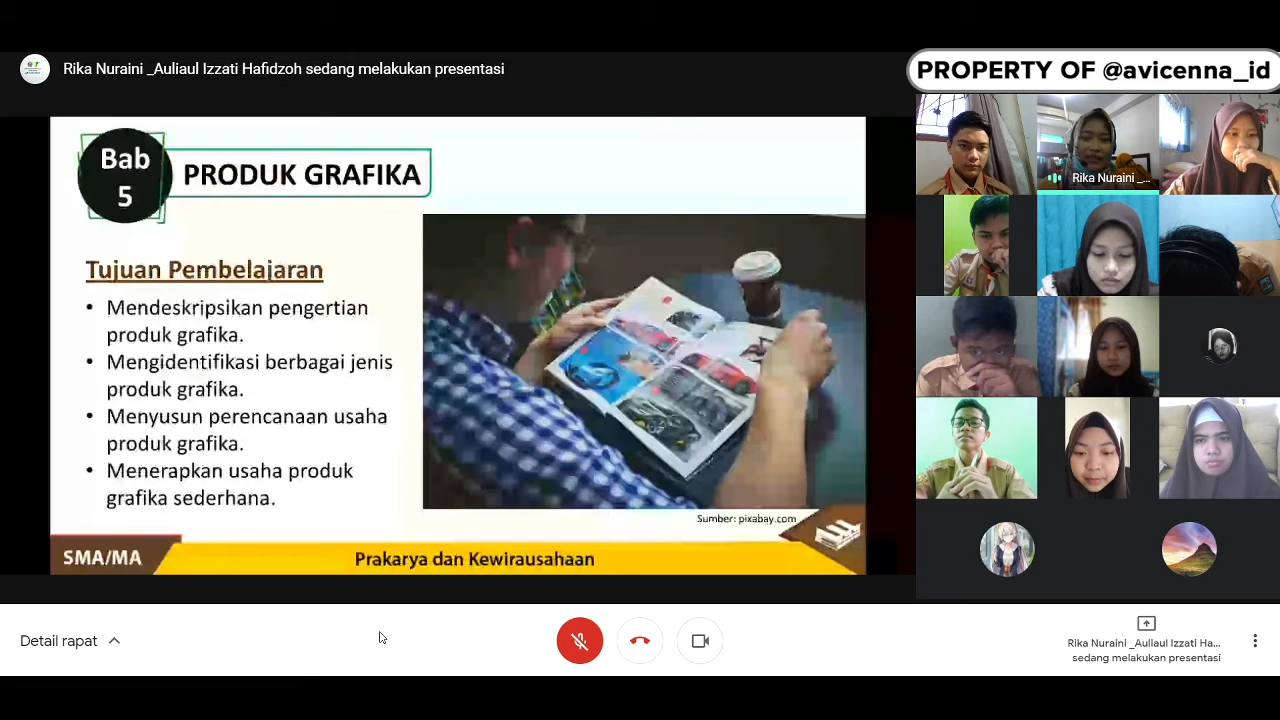 Rika Nuraini _Auliaul Izzati Hafidzoh sedang melakukan presentasi
PROPERTY OF @avicenna_id
Bab
5
PRODUK GRAFIKA
Tujuan Pembelajaran
• Mendeskripsikan pengertian
produk grafika.
• Mengidentifikasi berbagai jenis
produk grafika.
• Menyusun perencanaan usaha
produk grafika.
• Menerapkan usaha produk
grafika sederhana.
Sumber: pixabay.com
SMA/MA
Prakarya dan Kewirausahaan
Rika Nuraini _...
Detail rapat
Rika Nuraini _Auliaul Izzati Ha...
sedang melakukan presentasi